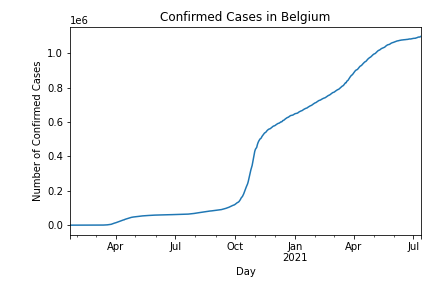 Confirmed Cases in Belgium
1e6
1.0
0.8
0.6
0.4
0.2
0.0
Number of Confirmed Cases
Apr Jul Oct Jan Apr Jul
2021
Day